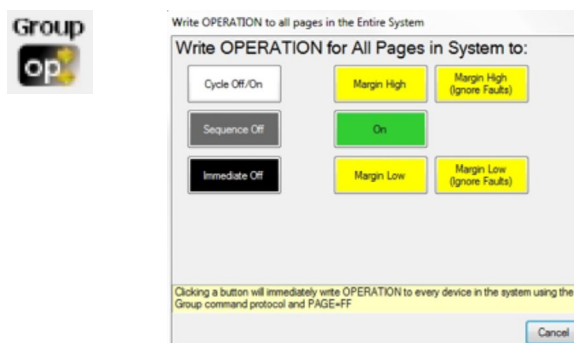 Group
op
Write OPERATION to all pages in the Entire System
Write OPERATION for All Pages in System to:
Cycle Off/On
Margin High
Margin High
(Ignore Faults)
Sequence Off
On
Immediate Off
Margin Low
Margin Low
(Ignore Faults)
Clicking a button will immediately write OPERATION to every device in the system using the
Group command protocol and PAGE=FF
Cancel